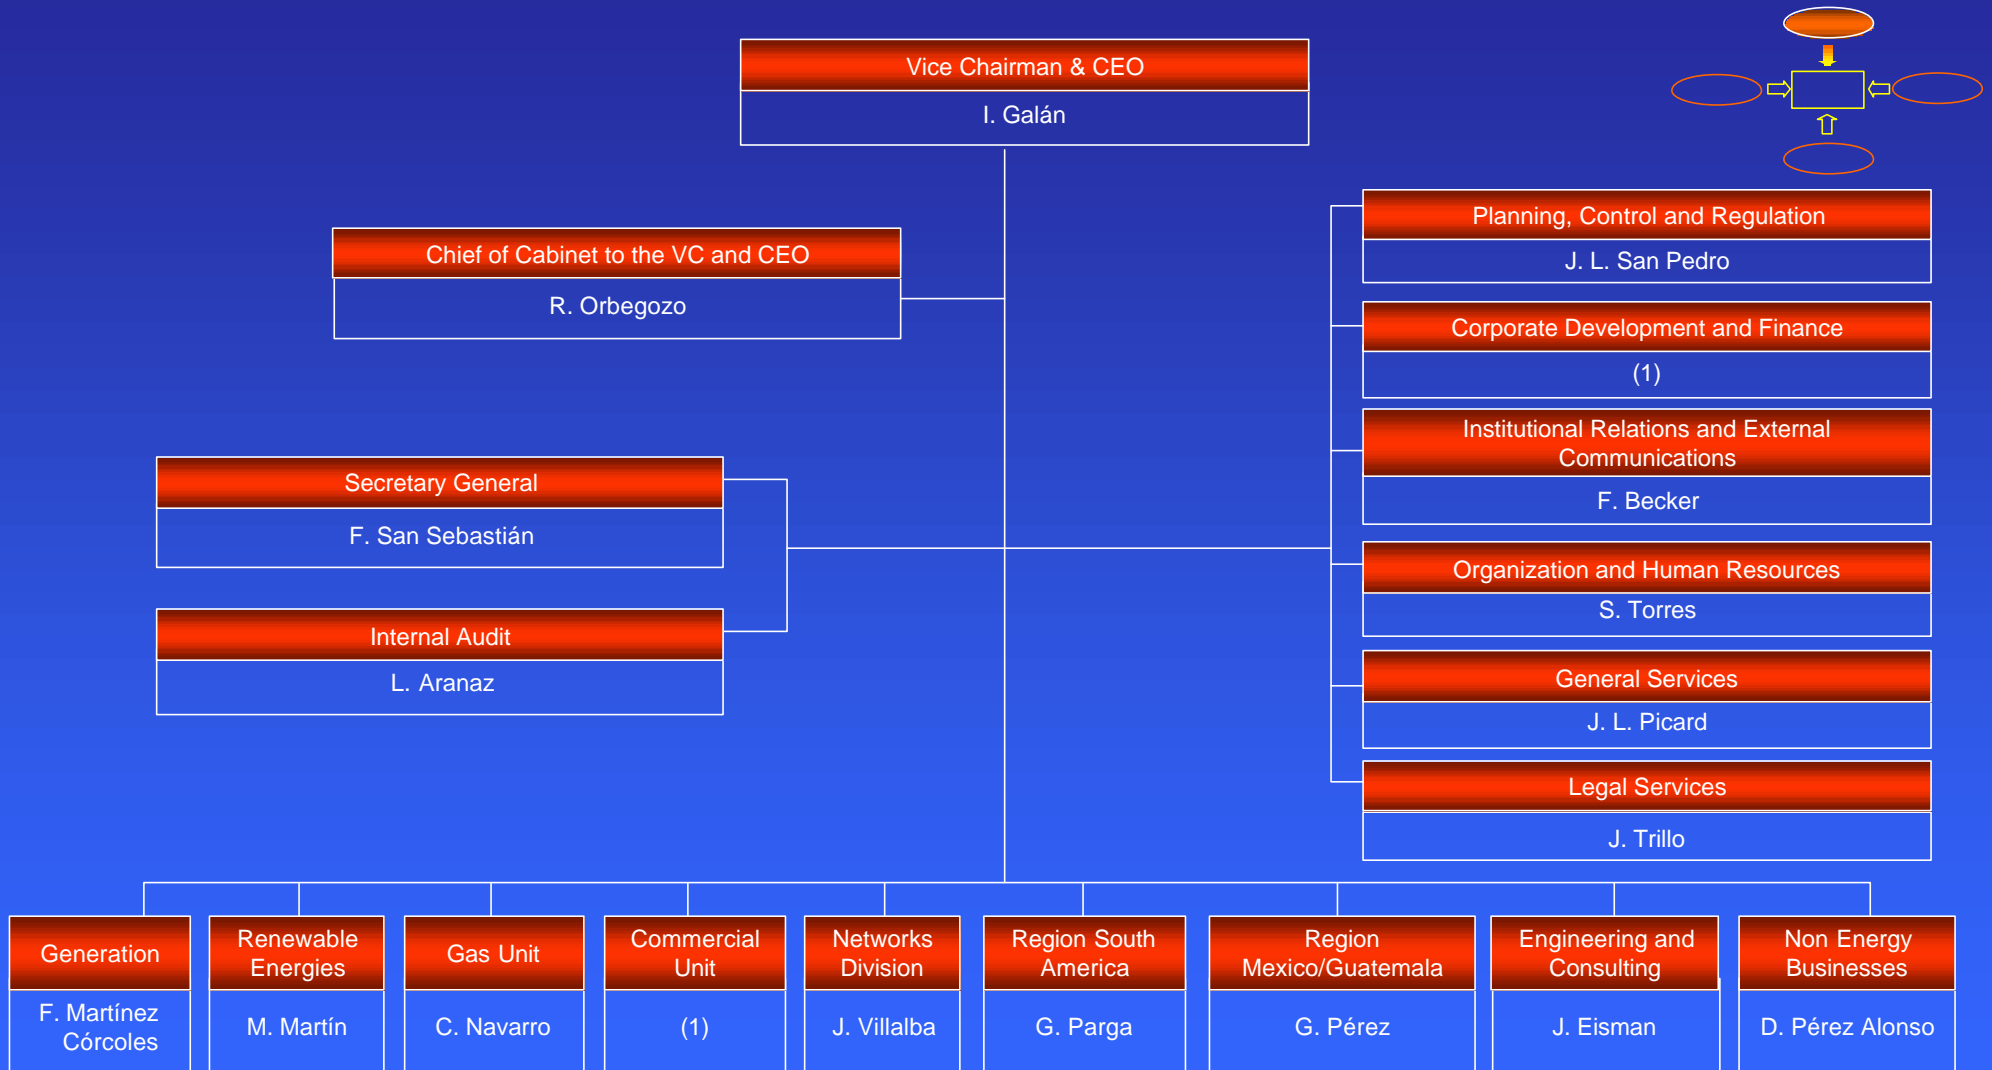 Vice Chairman & CEO
I. Galán
Chief of Cabinet to the VC and CEO
R. Orbegozo
Secretary General
F. San Sebastián
Internal Audit
L. Aranaz
Planning, Control and Regulation
J. L. San Pedro
Corporate Development and Finance
(1)
Institutional Relations and External
Communications
F. Becker
Organization and Human Resources
S. Torres
General Services
J. L. Picard
Legal Services
J. Trillo
Generation
F. Martínez
Córcoles
Renewable
Energies
M. Martín
Gas Unit
C. Navarro
Commercial
Unit
(1)
Networks
Division
J. Villalba
Region South
America
G. Parga
Region
Mexico/Guatemala
G. Pérez
Engineering and
Consulting
J. Eisman
Non Energy
Businesses
D. Pérez Alonso